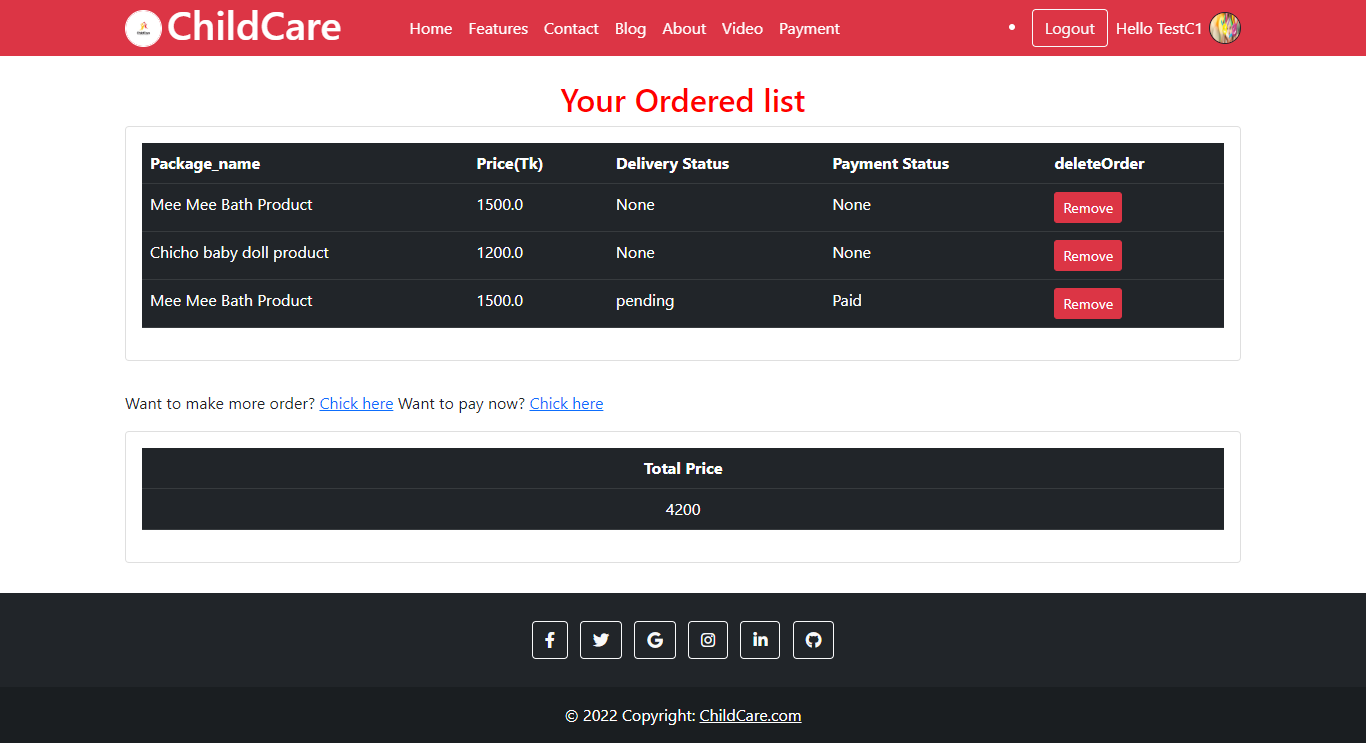 ChildCare Home Features Contact Blog About Video Payment Logout Hello TestC1
Your Ordered list
Package_name Price(Tk) Delivery Status Payment Status deleteOrder
Mee Mee Bath Product 1500.0 None None Remove
Chicho baby doll product 1200.0 None None Remove
Mee Mee Bath Product 1500.0 pending Paid Remove
Want to make more order? Chick here Want to pay now? Chick here
Total Price
4200
© 2022 Copyright: ChildCare.com